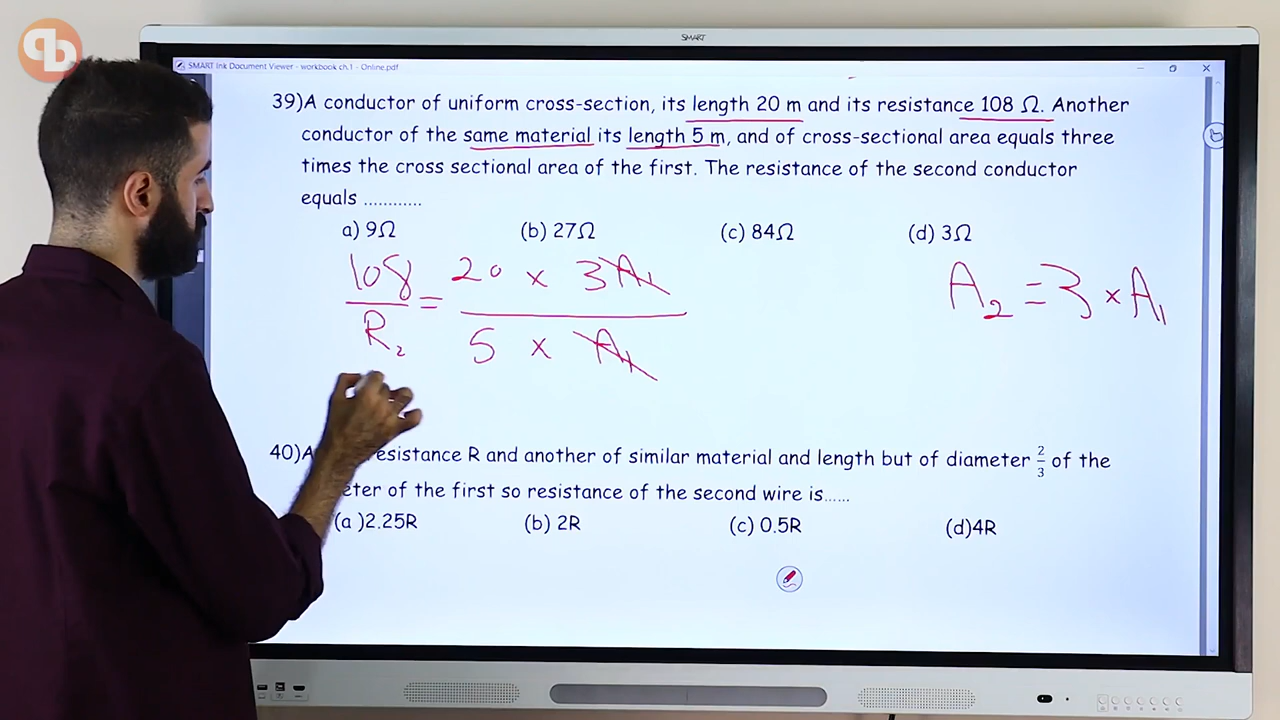 SMART
SMART Ink Document Viewer - workbook ch.1 - Online.pdf
39)A conductor of uniform cross-section, its length 20 m and its resistance 108 Ω. Another
conductor of the same material its length 5 m, and of cross-sectional area equals three
times the cross sectional area of the first. The resistance of the second conductor
equals ............
a) 9Ω (b) 27Ω (c) 84Ω (d) 3Ω
108/R₂ = 20 x 3A₁ / 5 x A₁
A₂ = 3 x A₁
40)A resistance R and another of similar material and length but of diameter 2/3 of the
eter of the first so resistance of the second wire is......
(a )2.25R (b) 2R (c) 0.5R (d)4R